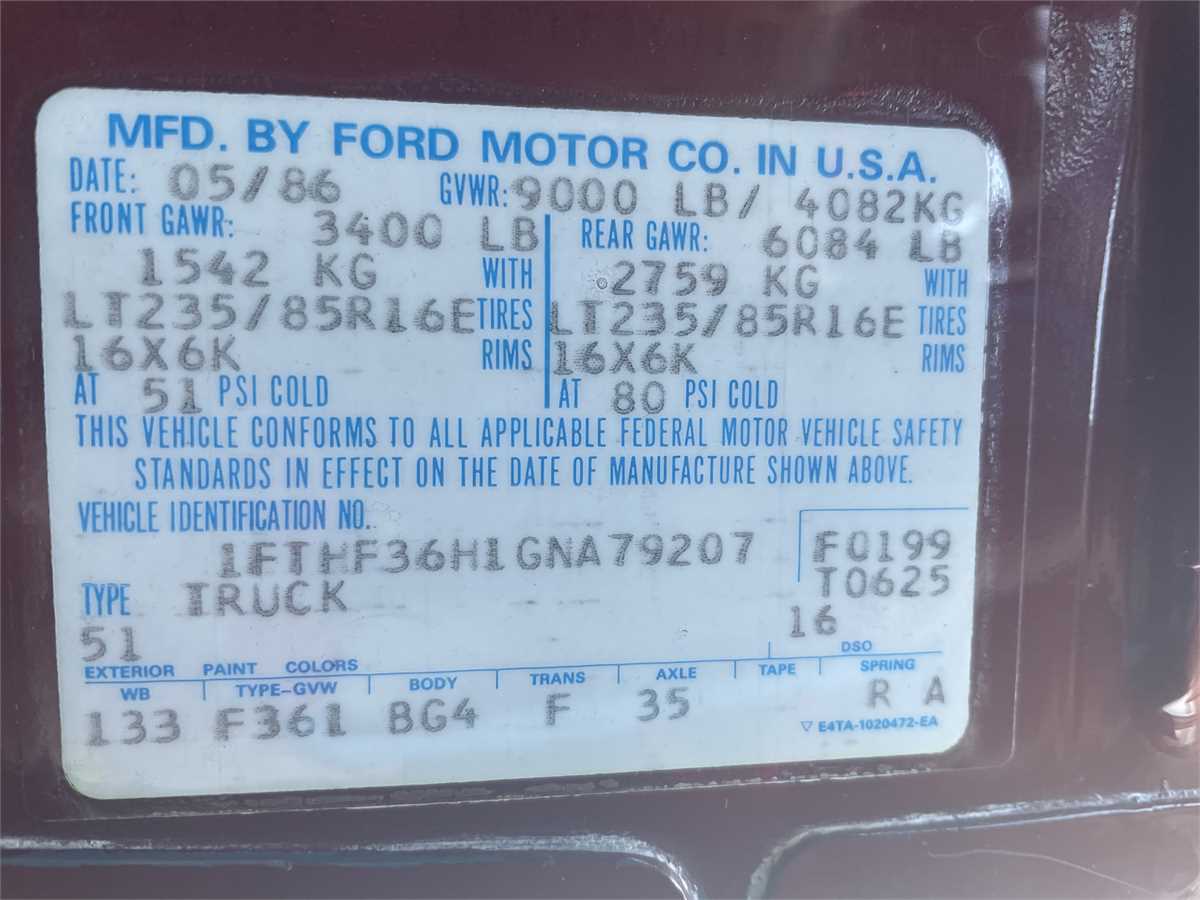 MFD. BY FORD MOTOR CO. IN U.S.A.
DATE: 05/86 GVWR: 9000 LB/ 4082KG
FRONT GAWR: 3400 LB REAR GAWR: 6084 LB
1542 KG WITH 2759 KG WITH
LT235/85R16E TIRES LT235/85R16E TIRES
16X6K RIMS 16X6K RIMS
AT 51 PSI COLD AT 80 PSI COLD
THIS VEHICLE CONFORMS TO ALL APPLICABLE FEDERAL MOTOR VEHICLE SAFETY
STANDARDS IN EFFECT ON THE DATE OF MANUFACTURE SHOWN ABOVE.
VEHICLE IDENTIFICATION NO.
1FTHF36H1GNA79207 F0199
TYPE TRUCK T0625
51 16
EXTERIOR PAINT COLORS DSO
WB TYPE-GVW BODY TRANS AXLE TAPE SPRING
133 F361 BG4 F 35 R A
▽ E4TA-1020472-EA